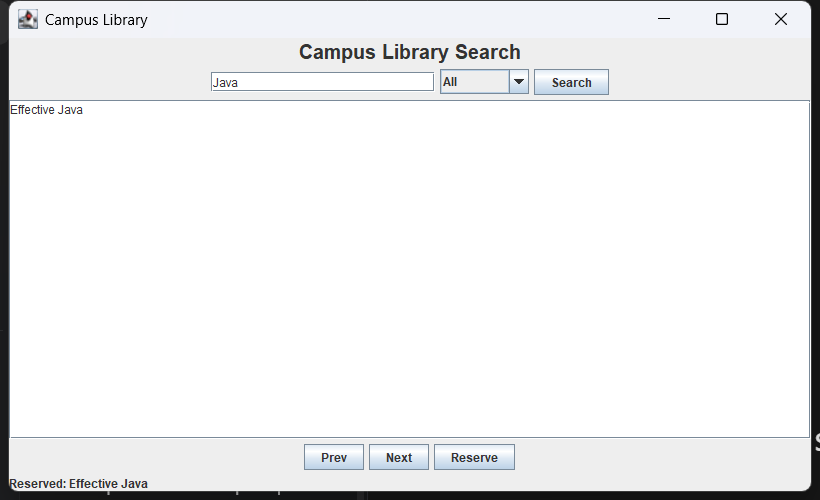 Campus Library
Campus Library Search
Java All Search
Effective Java
Prev Next Reserve
Reserved: Effective Java